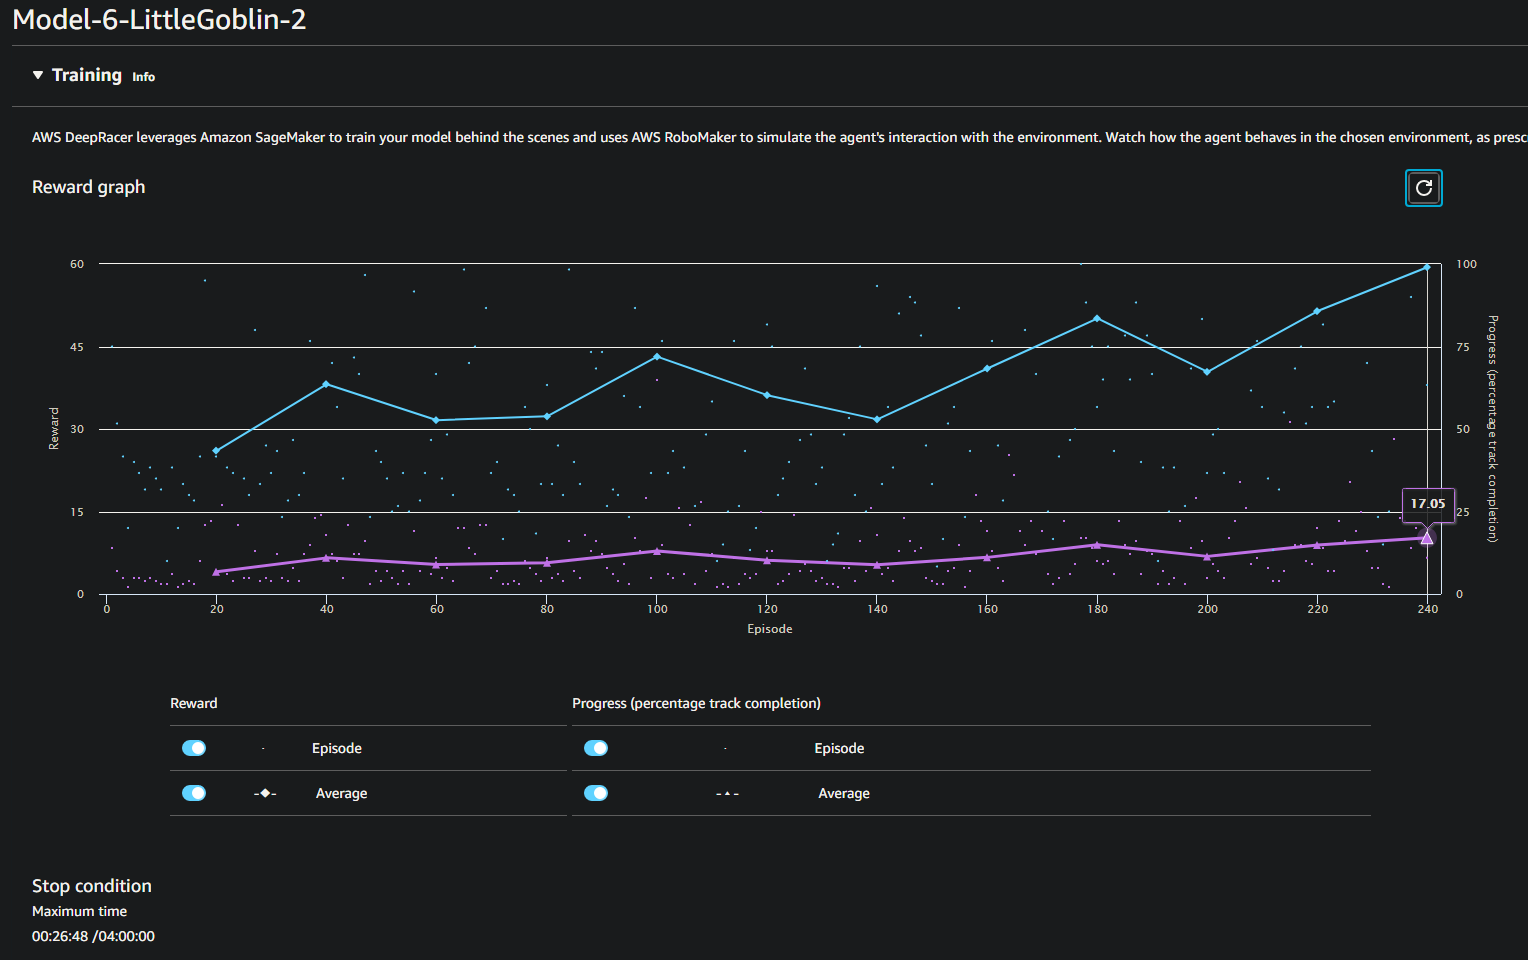 Model-6-LittleGoblin-2
Training Info
AWS DeepRacer leverages Amazon SageMaker to train your model behind the scenes and uses AWS RoboMaker to simulate the agent's interaction with the environment. Watch how the agent behaves in the chosen environment, as presc
Reward graph
60
45
30
15
0
Reward
100
75
50
25
0
Progress (percentage track completion)
17.05
0 20 40 60 80 100 120 140 160 180 200 220 240
Episode
Reward
Episode
Average
Progress (percentage track completion)
Episode
Average
Stop condition
Maximum time
00:26:48 /04:00:00